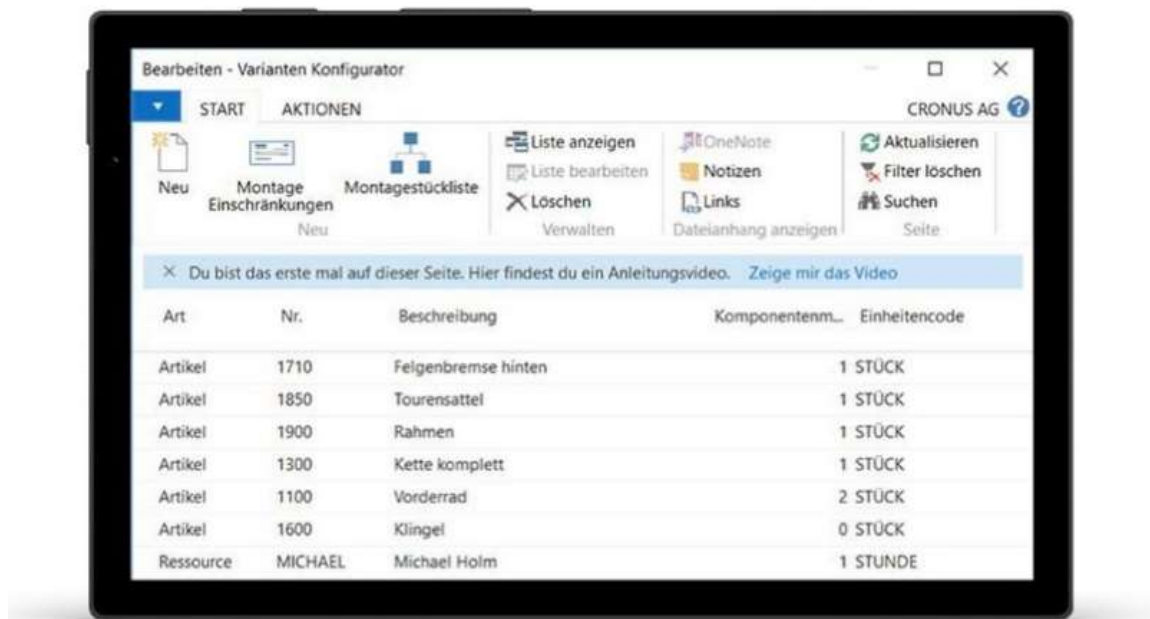 Bearbeiten - Varianten Konfigurator
START AKTIONEN CRONUS AG ?
Neu
Montage Einschränkungen
Montagestückliste
Neu
Liste anzeigen
Liste bearbeiten
Löschen
Verwalten
OneNote
Notizen
Links
Dateianhang anzeigen
Aktualisieren
Filter löschen
Suchen
Seite
× Du bist das erste mal auf dieser Seite. Hier findest du ein Anleitungsvideo. Zeige mir das Video
Art Nr. Beschreibung Komponentenm... Einheitencode
Artikel 1710 Felgenbremse hinten 1 STÜCK
Artikel 1850 Tourensattel 1 STÜCK
Artikel 1900 Rahmen 1 STÜCK
Artikel 1300 Kette komplett 1 STÜCK
Artikel 1100 Vorderrad 2 STÜCK
Artikel 1600 Klingel 0 STÜCK
Ressource MICHAEL Michael Holm 1 STUNDE